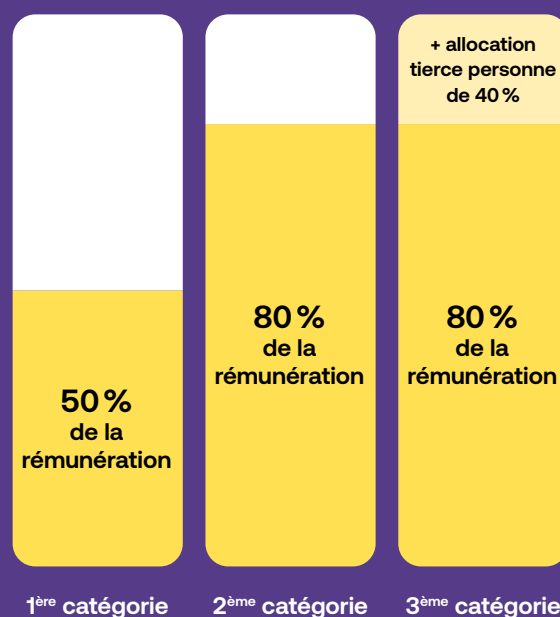 + allocation
tierce personne
de 40 %
80 %
de la
rémunération
80 %
de la
rémunération
50 %
de la
rémunération
1ère catégorie
2ème catégorie
3ème catégorie